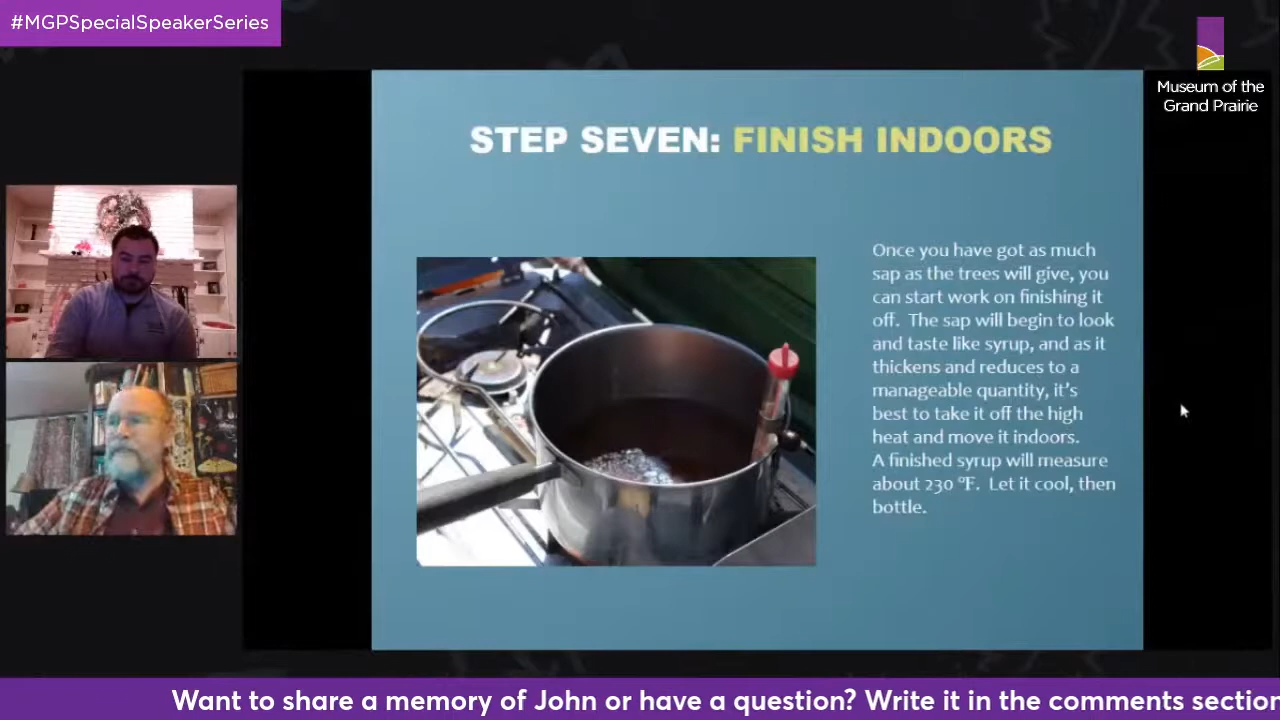 #MGPSpecialSpeakerSeries
Museum of the
Grand Prairie
STEP SEVEN: FINISH INDOORS
Once you have got as much
sap as the trees will give, you
can start work on finishing it
off. The sap will begin to look
and taste like syrup, and as it
thickens and reduces to a
manageable quantity, it's
best to take it off the high
heat and move it indoors.
A finished syrup will measure
about 230 °F. Let it cool, then
bottle.
Want to share a memory of John or have a question? Write it in the comments section